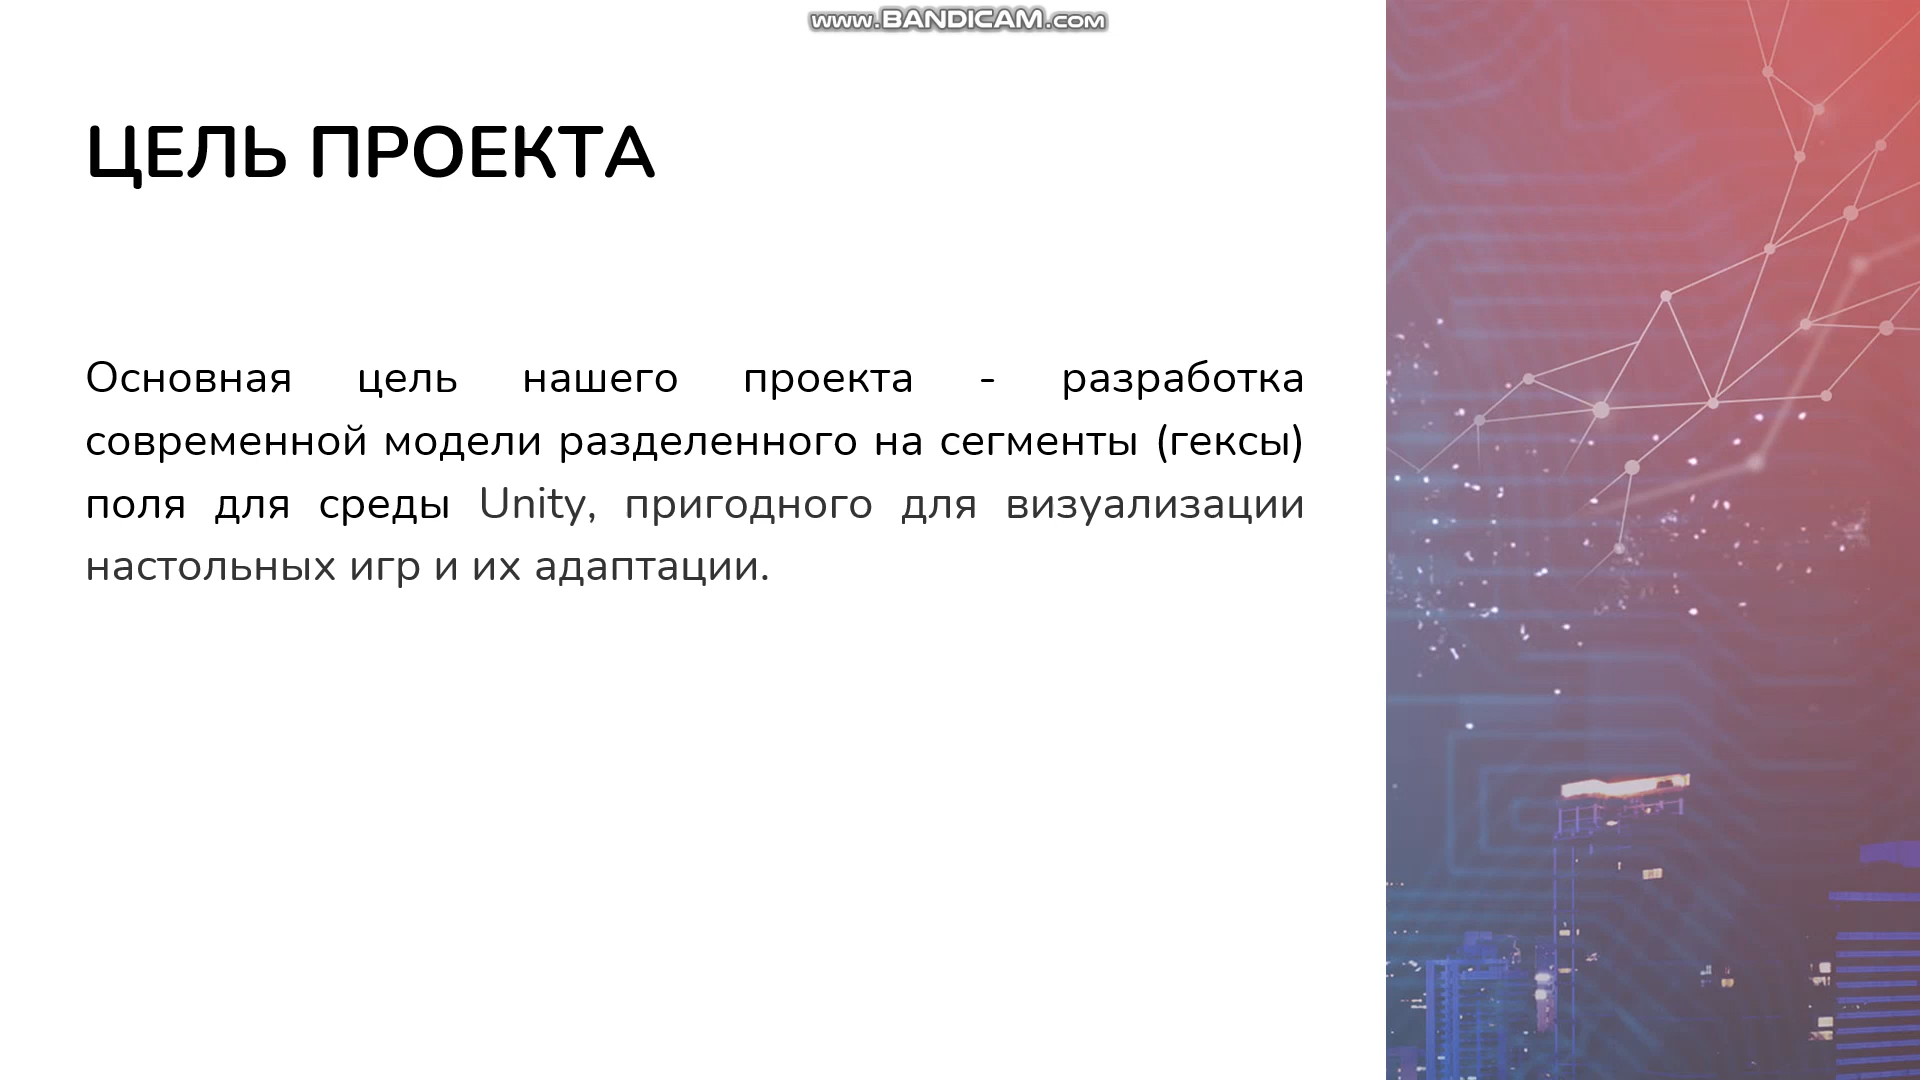 www.BANDICAM.com
ЦЕЛЬ ПРОЕКТА
Основная цель нашего проекта - разработка
современной модели разделенного на сегменты (гексы)
поля для среды Unity, пригодного для визуализации
настольных игр и их адаптации.